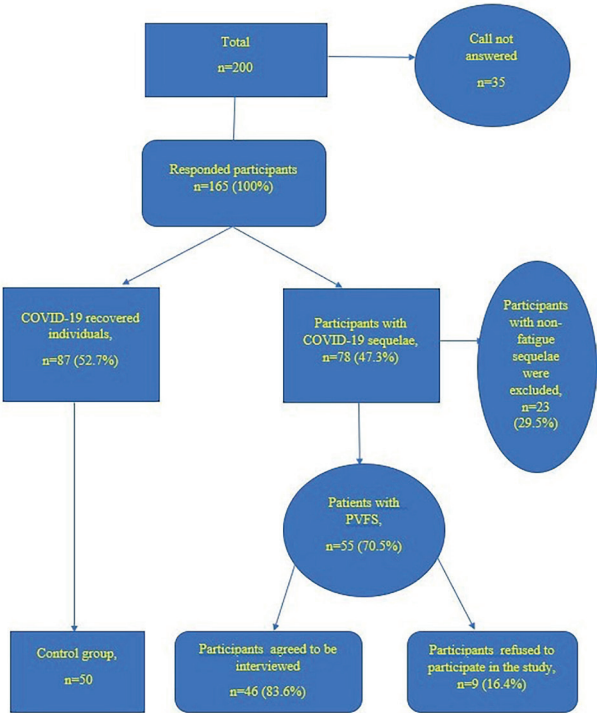 Total
n=200
Call not
answered
n=35
Responded participants
n=165 (100%)
COVID-19 recovered
individuals,
n=87 (52.7%)
Participants with
COVID-19 sequelae,
n=78 (47.3%)
Participants
with non-
fatigue
sequelae
were
excluded,
n=23
(29.5%)
Patients with
PVFS,
n=55 (70.5%)
Control group,
n=50
Participants agreed to be
interviewed
n=46 (83.6%)
Participants refused to
participate in the study,
n=9 (16.4%)